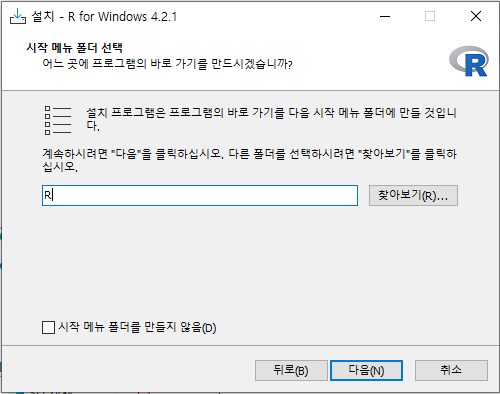 설치 - R for Windows 4.2.1
시작 메뉴 폴더 선택
어느 곳에 프로그램의 바로 가기를 만드시겠습니까?
R
설치 프로그램은 프로그램의 바로 가기를 다음 시작 메뉴 폴더에 만들 것입니
다.
계속하시려면 "다음"을 클릭하십시오. 다른 폴더를 선택하시려면 "찾아보기"를 클릭하
십시오.
R
찾아보기(R)...
시작 메뉴 폴더를 만들지 않음(D)
뒤로(B)
다음(N)
취소